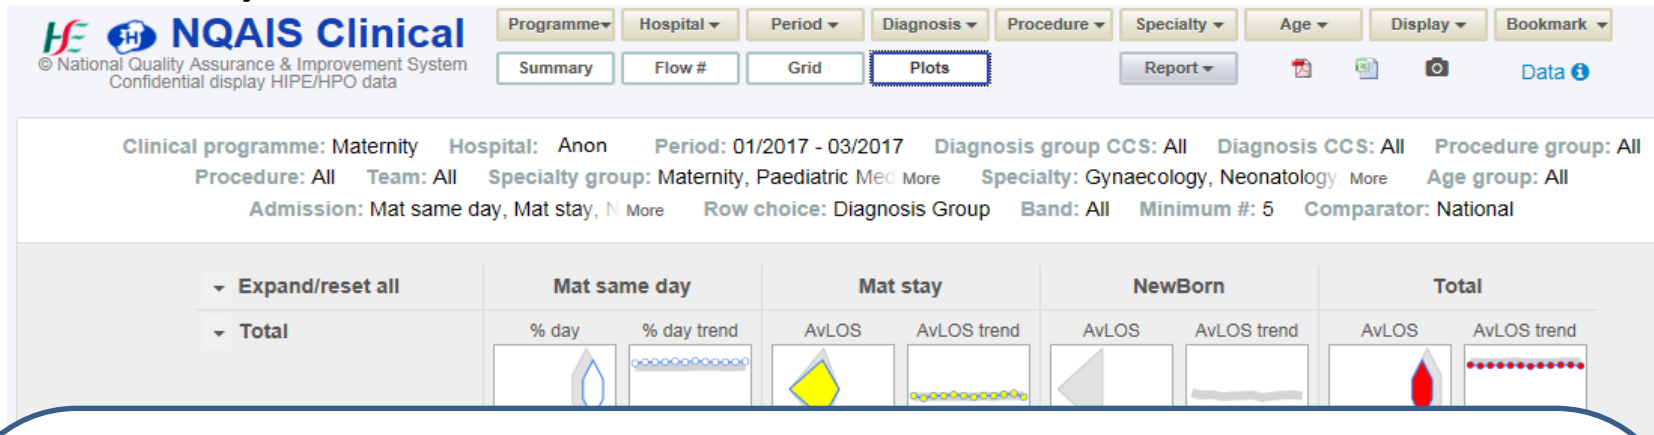 NQAIS Clinical
© National Quality Assurance & Improvement System
Confidential display HIPE/HPO data
Programme Hospital Period Diagnosis Procedure Specialty Age Display Bookmark
Summary Flow # Grid Plots Report Data
Clinical programme: Maternity Hospital: Anon Period: 01/2017 - 03/2017 Diagnosis group CCS: All Diagnosis CCS: All Procedure group: All
Procedure: All Team: All Specialty group: Maternity, Paediatric Med More Specialty: Gynaecology, Neonatology, More Age group: All
Admission: Mat same day, Mat stay, N More Row choice: Diagnosis Group Band: All Minimum #: 5 Comparator: National
Expand/reset all Mat same day Mat stay NewBorn Total
Total % day % day trend AvLOS AvLOS trend AvLOS AvLOS trend AvLOS AvLOS trend